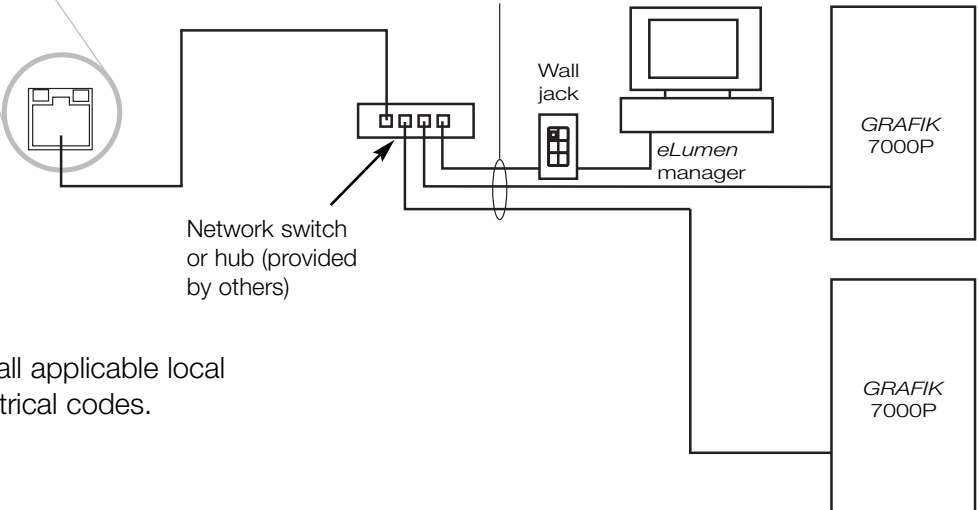 Wall
jack
eLumen
manager
GRAFIK
7000P
Network switch
or hub (provided
by others)
all applicable local
trical codes.
GRAFIK
7000P